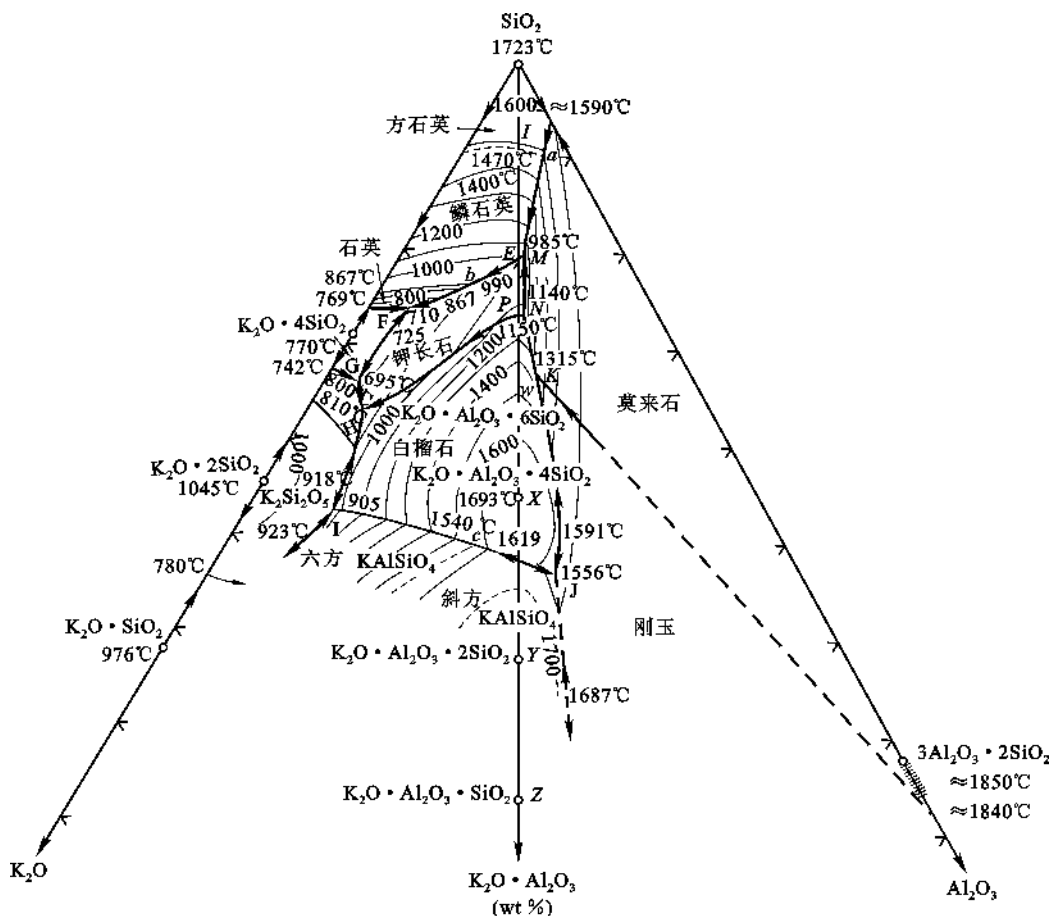 SiO₂
1723℃
1600
≈1590℃
方石英
I
a
1470℃
1400℃
鳞石英
1200
石英
985℃
E
M
867℃
1000
b
769℃
800
990
1140℃
F
710
867
P
N
K₂O·4SiO₂
725
1150℃
770℃
钾长石
1200
1315℃
742℃
G
695℃
1400
K
800
810°
w
莫来石
H
1000
K₂O·Al₂O₃·6SiO₂
白榴石
1600
K₂O·2SiO₂
1000
K₂O·Al₂O₃·4SiO₂
1045℃
918℃
K₂Si₂O₅
905
1693℃
X
923℃
I
1540℃
c
1619
1591℃
六方
KAlSiO₄
780℃
1556℃
J
斜方
KAlSiO₄
刚玉
K₂O·SiO₂
976℃
K₂O·Al₂O₃·2SiO₂
Y
1700
1687℃
3Al₂O₃·2SiO₂
≈1850℃
K₂O·Al₂O₃·SiO₂
Z
≈1840℃
K₂O
K₂O·Al₂O₃
Al₂O₃
(wt %)